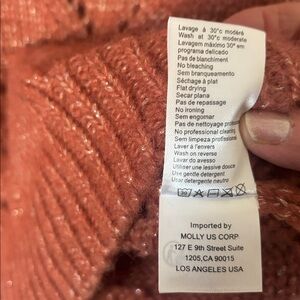 Lavage à 30°c modéré
Wash at 30°c moderate
Lavagem máximo 30º em
programa delicado
Pas de blanchiment
No bleaching
Sem branqueamento
Séchage à plat
Flat drying
Secar plana
Pas de repassage
No ironing
Sem engomar
Pas de nettoyage pro
No professional cleaning
Sem limpeza profissional
Laver à l'envers
Wash on reverse
Lavar do avesso
Utiliser une lessive douce
Use gentle detergent
Usar detergente neutro
Imported by
MOLLY US CORP
127 E 9th Street Suite
1205,CA 90015
LOS ANGELES USA